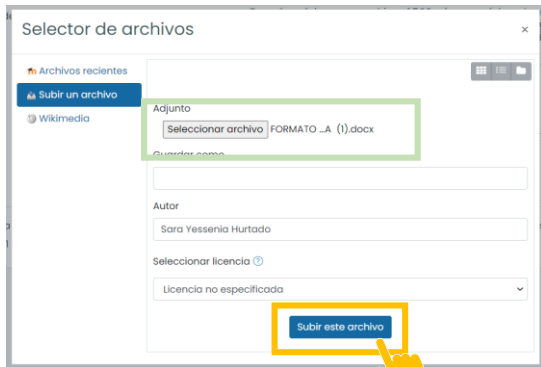 Selector de archivos
×
Archivos recientes
Subir un archivo
Wikimedia
Adjunto
Seleccionar archivo FORMATO ...A (1).docx
Guardar como
Autor
Sara Yessenia Hurtado
Seleccionar licencia
Licencia no especificada
Subir este archivo